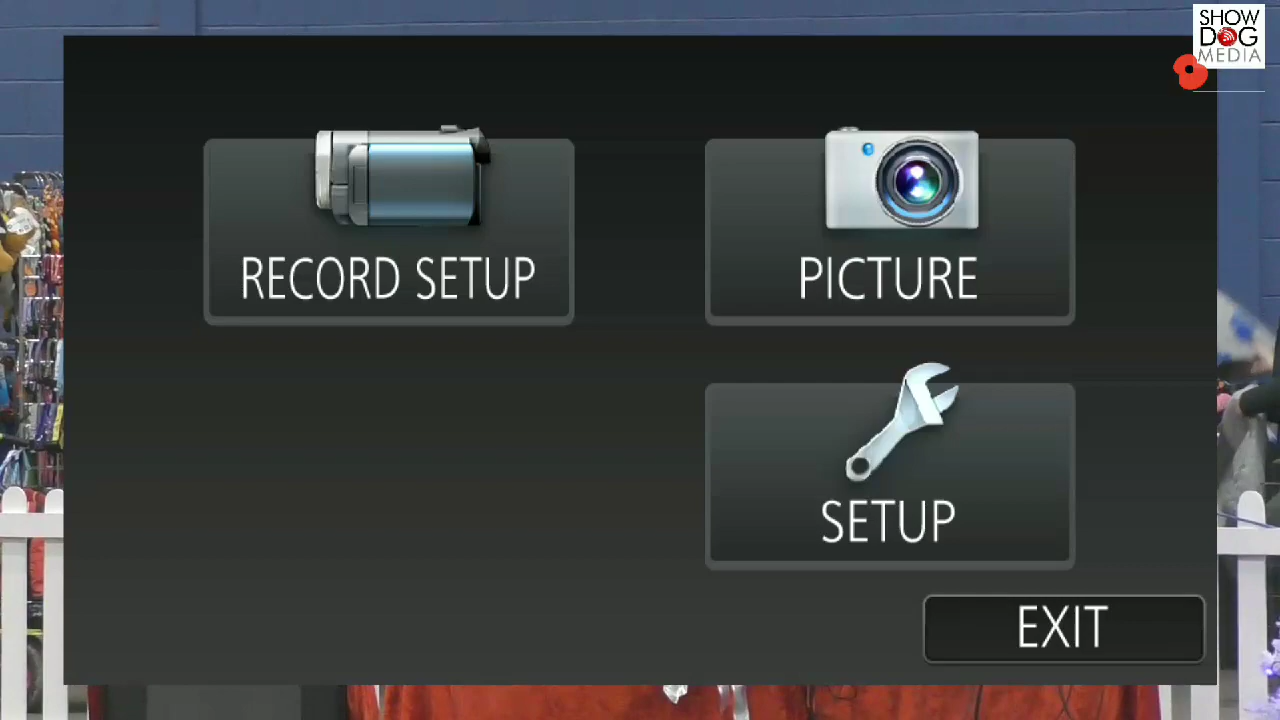 SHOW
DOG
MEDIA
RECORD SETUP
PICTURE
SETUP
EXIT